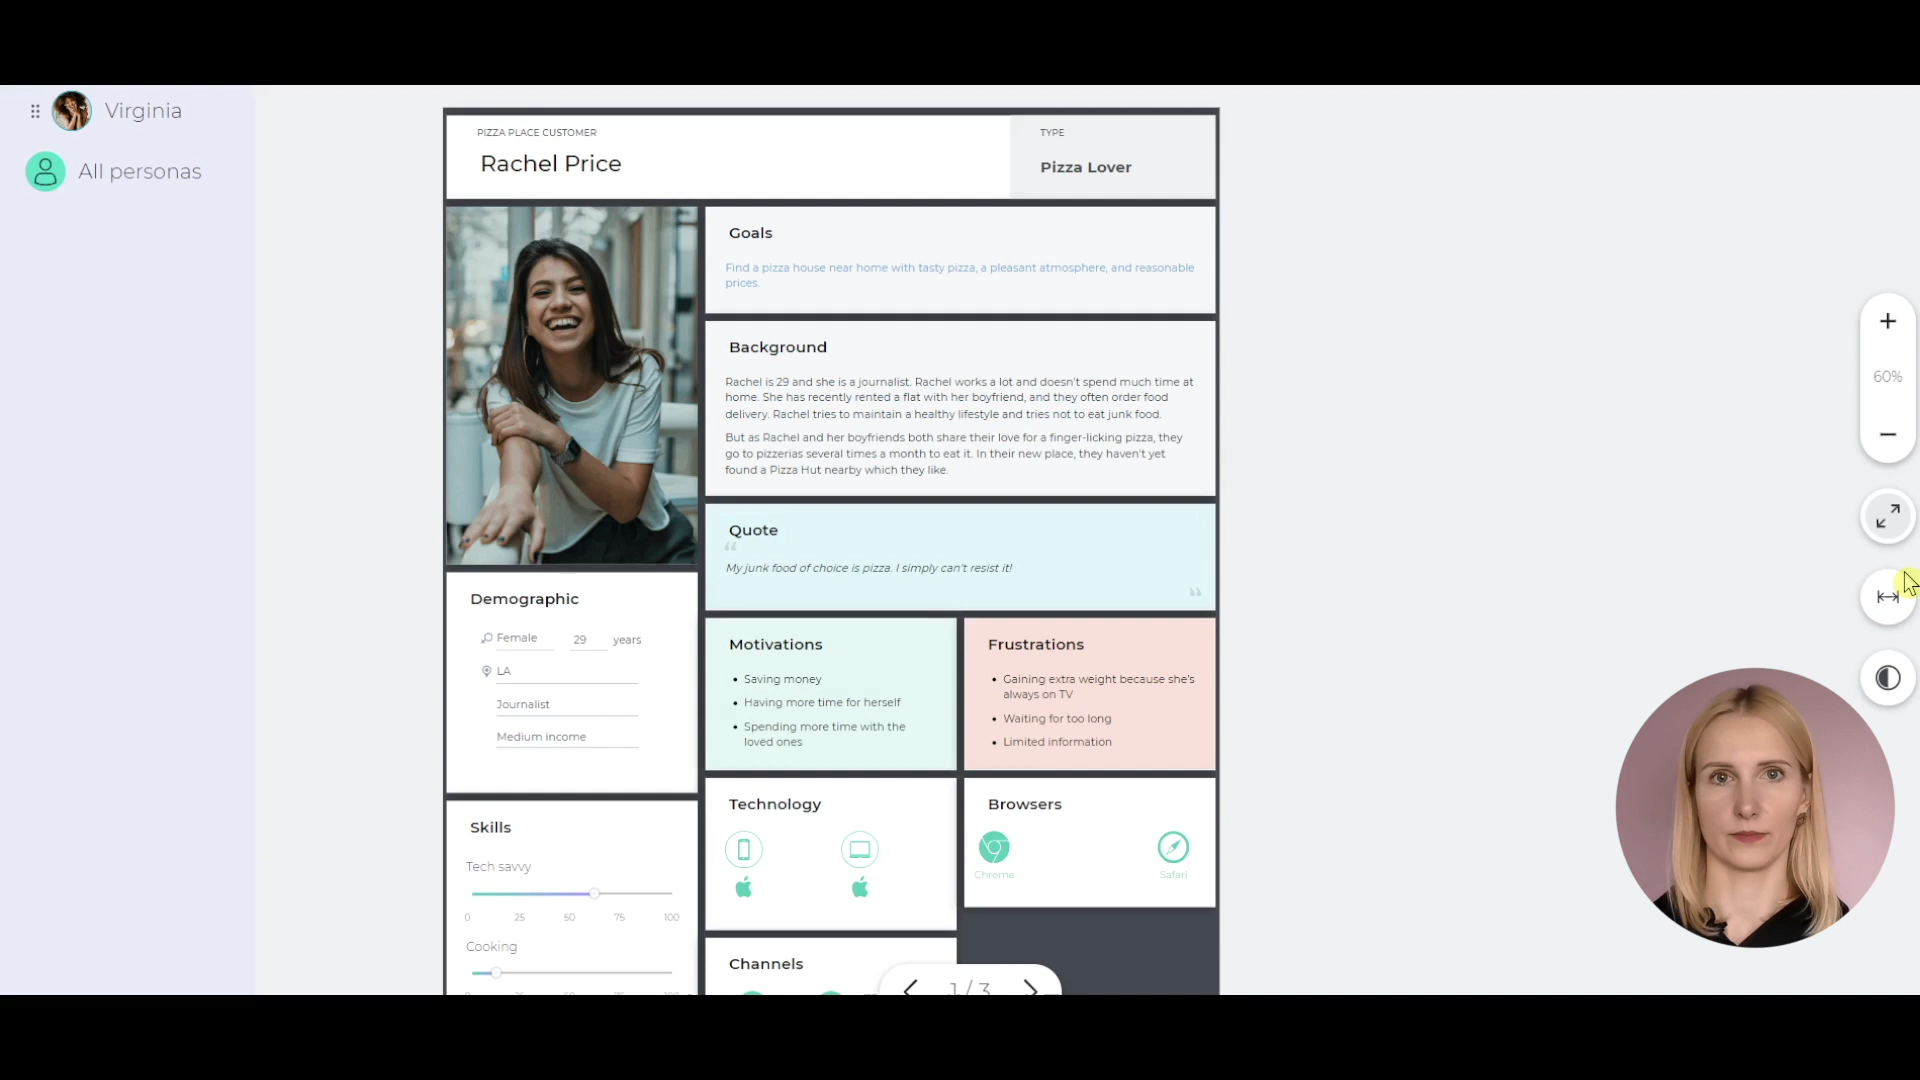 Virginia
All personas
PIZZA PLACE CUSTOMER
Rachel Price
TYPE
Pizza Lover
Goals
Find a pizza house near home with tasty pizza, a pleasant atmosphere, and reasonable
prices.
Background
Rachel is 29 and she is a journalist. Rachel works a lot and doesn't spend much time at
home. She has recently rented a flat with her boyfriend, and they often order food
delivery. Rachel tries to maintain a healthy lifestyle and tries not to eat junk food.
But as Rachel and her boyfriends both share their love for a finger-licking pizza, they
go to pizzerias several times a month to eat it. In their new place, they haven't yet
found a Pizza Hut nearby which they like.
Quote
“
My junk food of choice is pizza. I simply can't resist it!
”
Demographic
Female 29 years
LA
Journalist
Medium income
Motivations
• Saving money
• Having more time for herself
• Spending more time with the
loved ones
Frustrations
• Gaining extra weight because she's
always on TV
• Waiting for too long
• Limited information
Skills
Tech savvy
0 25 50 75 100
Cooking
Technology
Browsers
Chrome Safari
Channels
1 / 3
60%